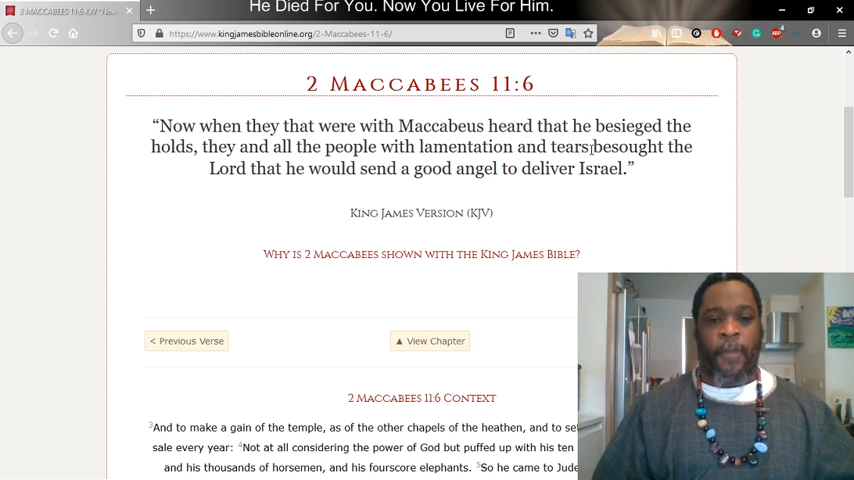 He Died For You. Now You Live For Him.
2 MACCABEES 11:6 KJV "Now
https://www.kingjamesbibleonline.org/2-Maccabees-11-6/
2 Maccabees 11:6
“Now when they that were with Maccabeus heard that he besieged the
holds, they and all the people with lamentation and tears besought the
Lord that he would send a good angel to deliver Israel.”
King James Version (KJV)
Why is 2 Maccabees shown with the King James Bible?
< Previous Verse
▲ View Chapter
2 Maccabees 11:6 Context
3And to make a gain of the temple, as of the other chapels of the heathen, and to set
sale every year: 4Not at all considering the power of God but puffed up with his ten
and his thousands of horsemen, and his fourscore elephants. 5So he came to Jude